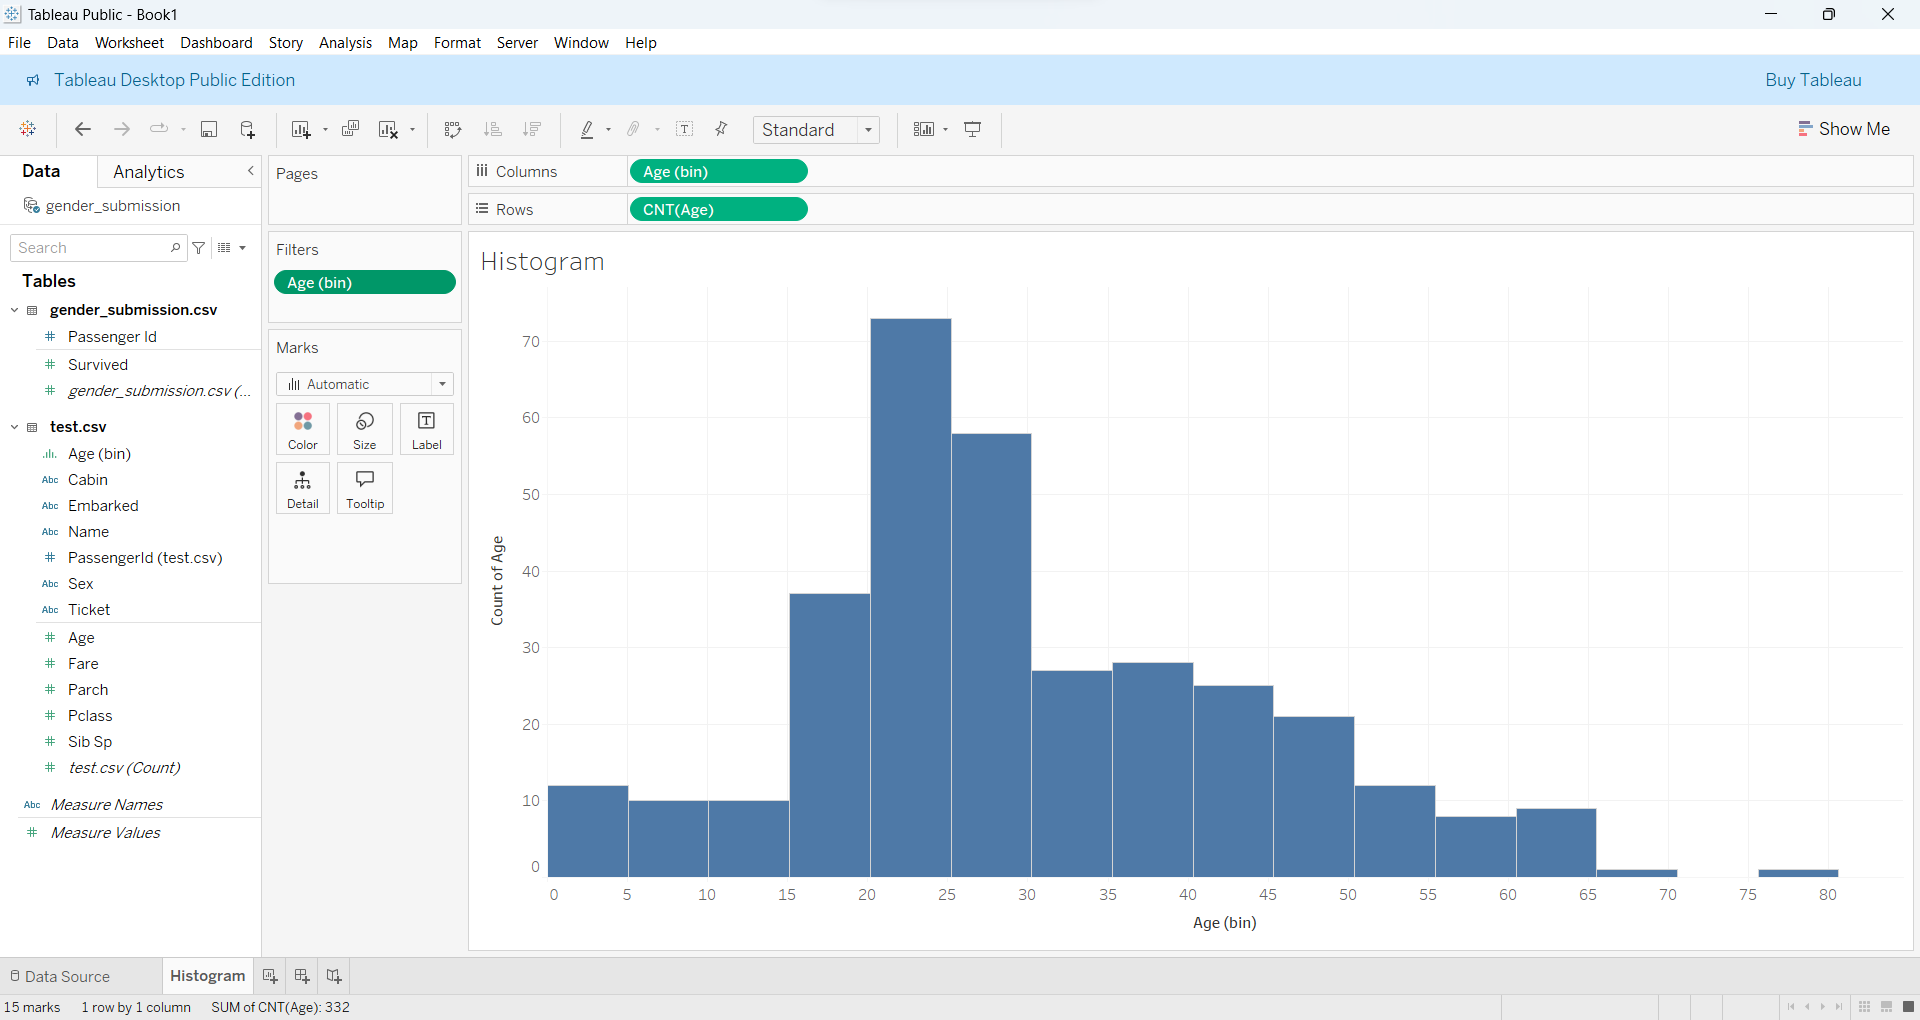 Tableau Public - Book1
File Data Worksheet Dashboard Story Analysis Map Format Server Window Help
Tableau Desktop Public Edition
Buy Tableau
Standard
Show Me
Data
Analytics
gender_submission
Search
Tables
gender_submission.csv
Passenger Id
Survived
gender_submission.csv (...
test.csv
Age (bin)
Abc Cabin
Abc Embarked
Abc Name
PassengerId (test.csv)
Abc Sex
Abc Ticket
Age
Fare
Parch
Pclass
Sib Sp
test.csv (Count)
Abc Measure Names
Measure Values
Pages
Filters
Age (bin)
Marks
Automatic
Color Size Label
Detail Tooltip
Columns Age (bin)
Rows CNT(Age)
Histogram
70
60
50
40
30
20
10
0
Count of Age
0 5 10 15 20 25 30 35 40 45 50 55 60 65 70 75 80
Age (bin)
Data Source Histogram
15 marks 1 row by 1 column SUM of CNT(Age): 332